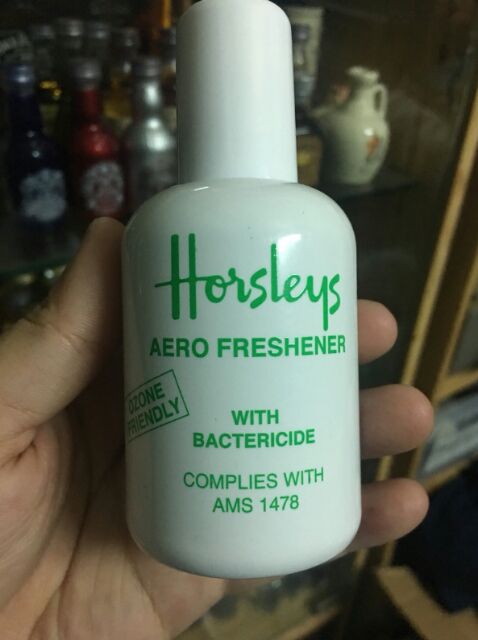 Horsleys
AERO FRESHENER
OZONE
FRIENDLY
WITH
BACTERICIDE
COMPLIES WITH
AMS 1478